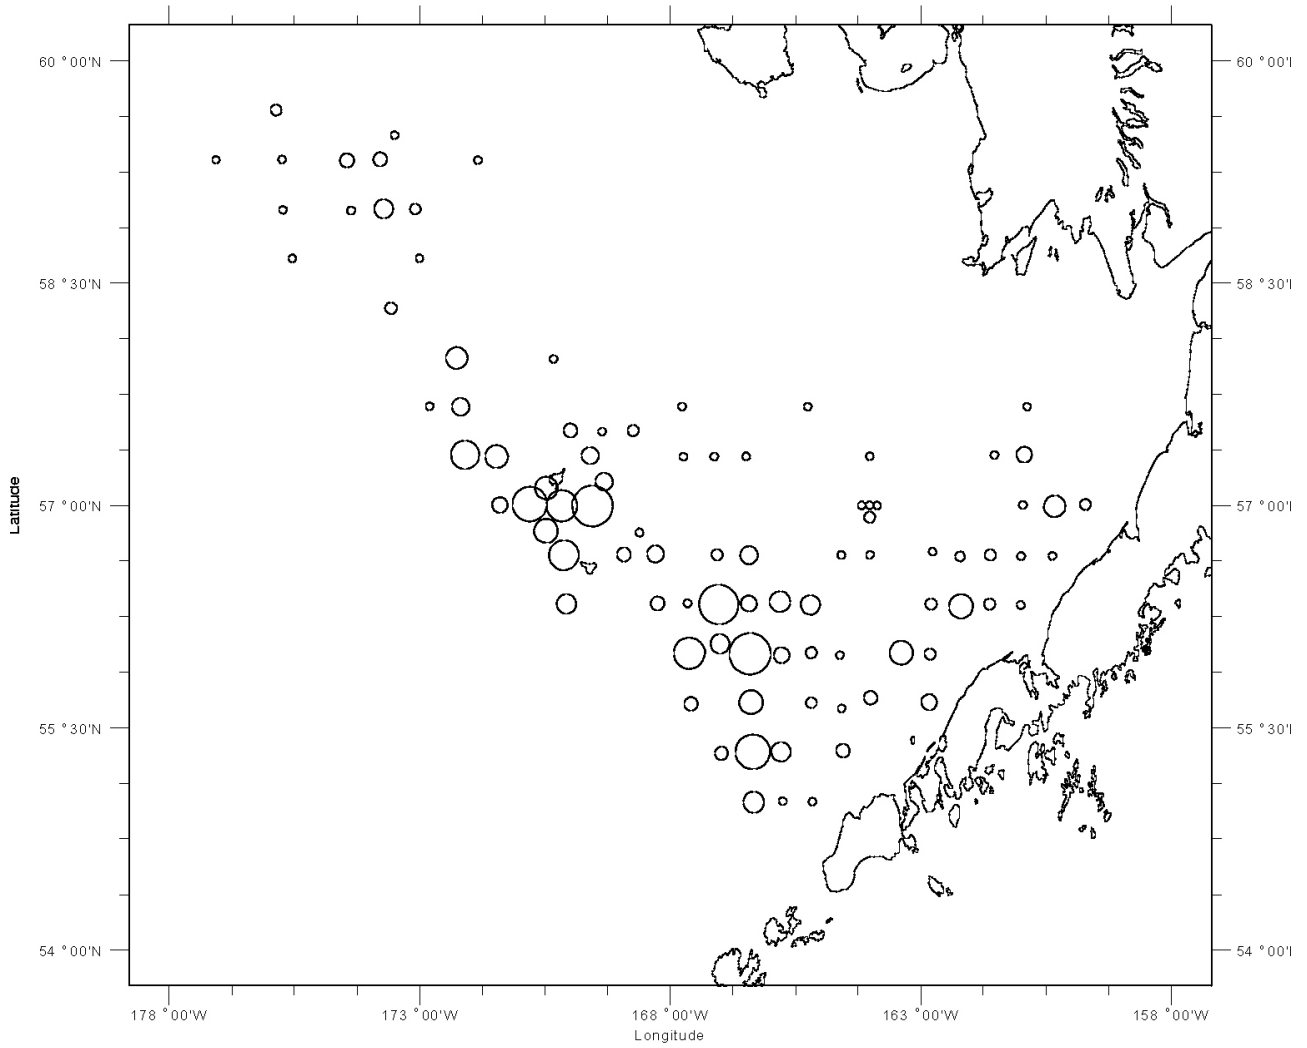 60 °00'N 60 °00'I
58 °30'N 58 °30'I
57 °00'N 57 °00'I
Latitude
55 °30'N 55 °30'I
54 °00'N 54 °00'I
178 °00'W 173 °00'W 168 °00'W 163 °00'W 158 °00'W
Longitude